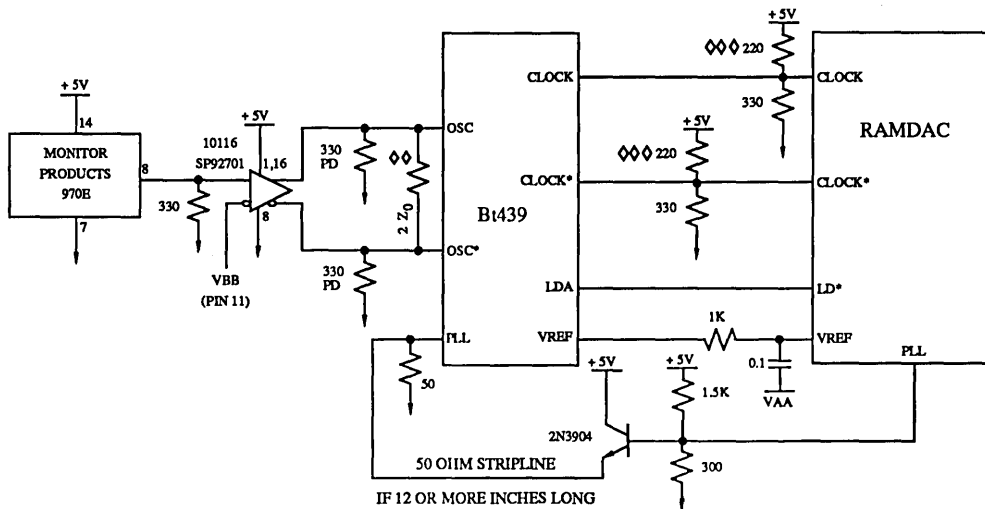 + 5V
14
MONITOR
PRODUCTS
970E
8
7
330
10116
SP92701
+ 5V
1,16
8
VBB
(PIN 11)
330
PD
◊◊
2 Z0
330
PD
OSC
OSC*
PLL
50
Bt439
CLOCK
CLOCK*
LDA
VREF
+5V
◊◊◊ 220
330
+5V
◊◊◊ 220
330
CLOCK
RAMDAC
CLOCK*
LD*
VREF
PLL
1K
0.1
VAA
+ 5V
+5V
1.5K
2N3904
300
50 OHM STRIPLINE
IF 12 OR MORE INCHES LONG